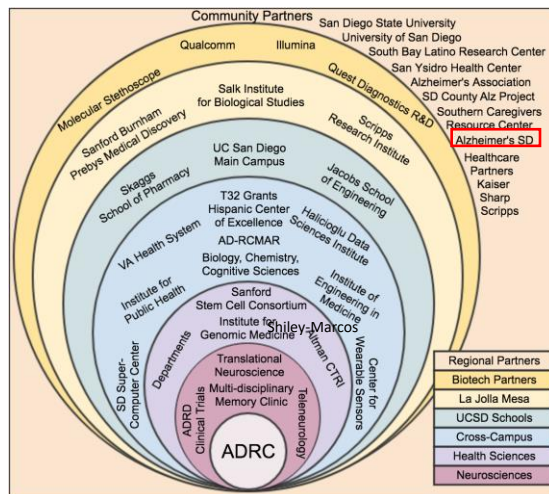 Community Partners
San Diego State University
University of San Diego
South Bay Latino Research Center
San Ysidro Health Center
Alzheimer's Association
SD County Alz Project
Southern Caregivers
Resource Center
Alzheimer's SD
Healthcare
Partners
Kaiser
Sharp
Scripps
Molecular Stethoscope
Qualcomm
Illumina
Quest Diagnostics R&D
Sanford Burnham
Prebys Medical Discovery
Salk Institute
for Biological Studies
Scripps
Research Institute
Skaggs
School of Pharmacy
UC San Diego
Main Campus
Jacobs School
of Engineering
T32 Grants
Hispanic Center
of Excellence
AD-RCMAR
Biology, Chemistry,
Cognitive Sciences
VA Health System
Halicioglu Data
Sciences Institute
Institute for
Public Health
Institute of
Engineering in
Medicine
SD Super-
Computer Center
Center for
Wearable Sensors
Sanford
Stem Cell Consortium
Institute for
Genomic Medicine
Shiley-Marcos
Departments
Altman CTRI
Translational
Neuroscience
Multi-disciplinary
Memory Clinic
ADRD
Clinical Trials
Teleneurology
ADRC
Regional Partners
Biotech Partners
La Jolla Mesa
UCSD Schools
Cross-Campus
Health Sciences
Neurosciences